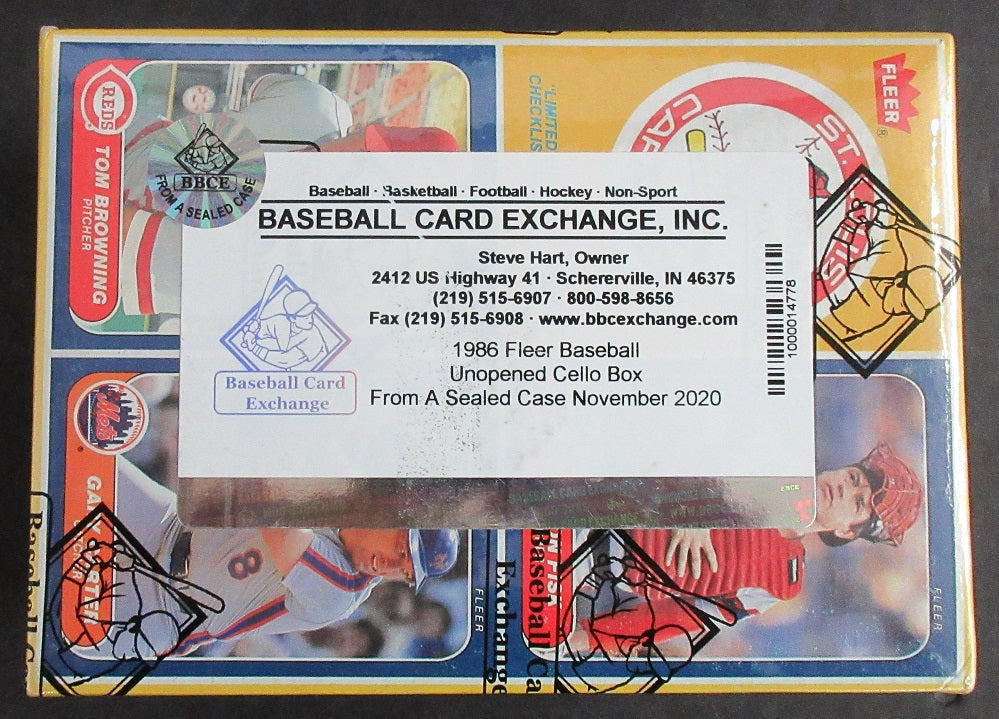 Baseball · Basketball · Football · Hockey · Non-Sport
BASEBALL CARD EXCHANGE, INC.
Steve Hart, Owner
2412 US Highway 41 · Schererville, IN 46375
(219) 515-6907 · 800-598-8656
Fax (219) 515-6908 · www.bbcexchange.com
1986 Fleer Baseball
Unopened Cello Box
From A Sealed Case November 2020
Baseball Card
Exchange
1000014778
BBCE
FROM A SEALED CASE
REDS
TOM BROWNING
PITCHER
"LIMITED
CHECKLIS
FLEER®
ST.
Mets
8
FLEER
FLEER
Baseball C
Exchange
Baseball Ca